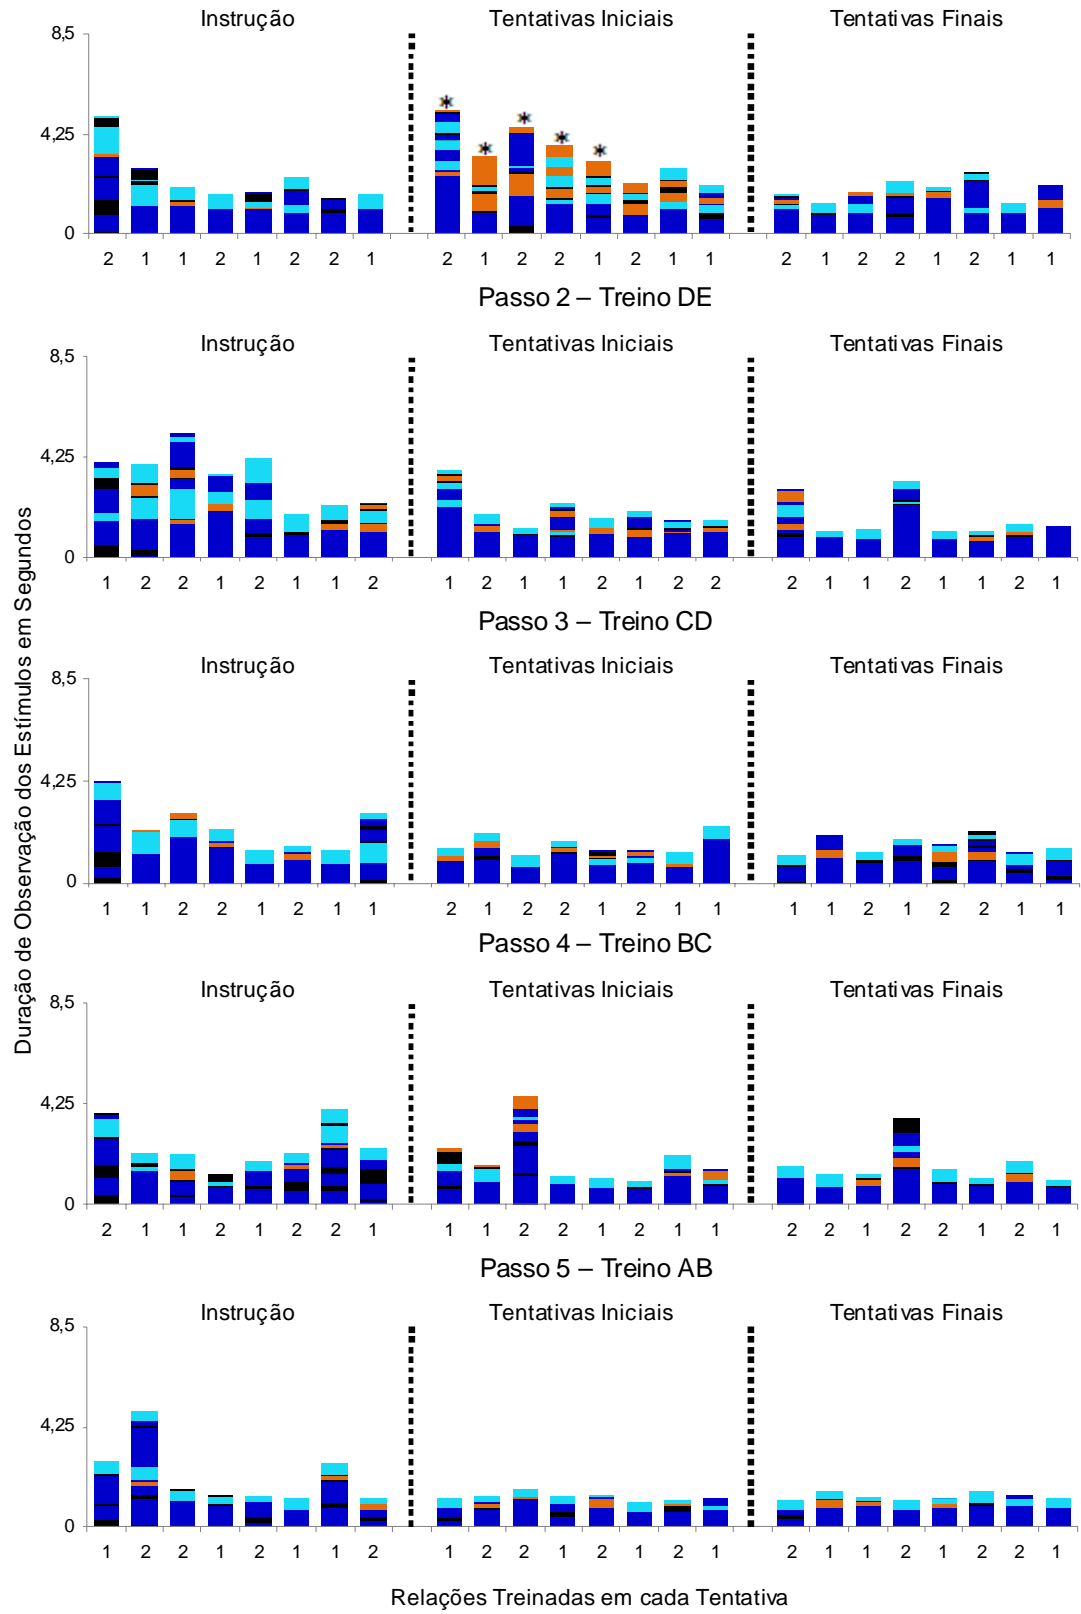 Instrução Tentativas Iniciais Tentativas Finais
8,5
4,25
* * * * *
0
2 1 1 2 1 2 2 1 2 1 2 2 1 2 1 1 2 1 2 2 1 2 1 1
Passo 2 – Treino DE
Instrução Tentativas Iniciais Tentativas Finais
8,5
4,25
0
1 2 2 1 2 1 1 2 1 2 1 1 2 1 2 2 2 1 1 2 1 1 2 1
Passo 3 – Treino CD
Instrução Tentativas Iniciais Tentativas Finais
8,5
4,25
0
1 1 2 2 1 2 1 1 2 1 2 2 1 2 1 1 1 1 2 1 2 2 1 1
Passo 4 – Treino BC
Instrução Tentativas Iniciais Tentativas Finais
8,5
4,25
0
2 1 1 2 1 2 2 1 1 1 2 2 1 2 1 1 2 2 1 2 1 1 2 1
Passo 5 – Treino AB
Instrução Tentativas Iniciais Tentativas Finais
8,5
4,25
0
1 2 2 1 2 1 1 2 1 2 2 1 2 1 2 1 2 1 1 2 1 2 2 1
Relações Treinadas em cada Tentativa
Duração de Observação dos Estímulos em Segundos